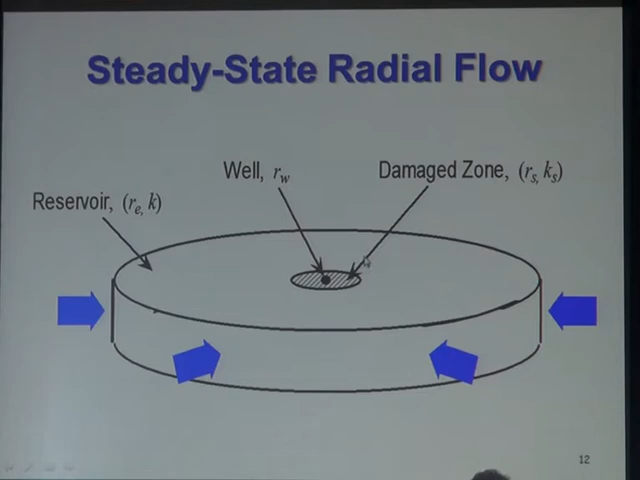 Steady-State Radial Flow
Well, rw
Damaged Zone, (rs, ks)
Reservoir, (re, k)
12